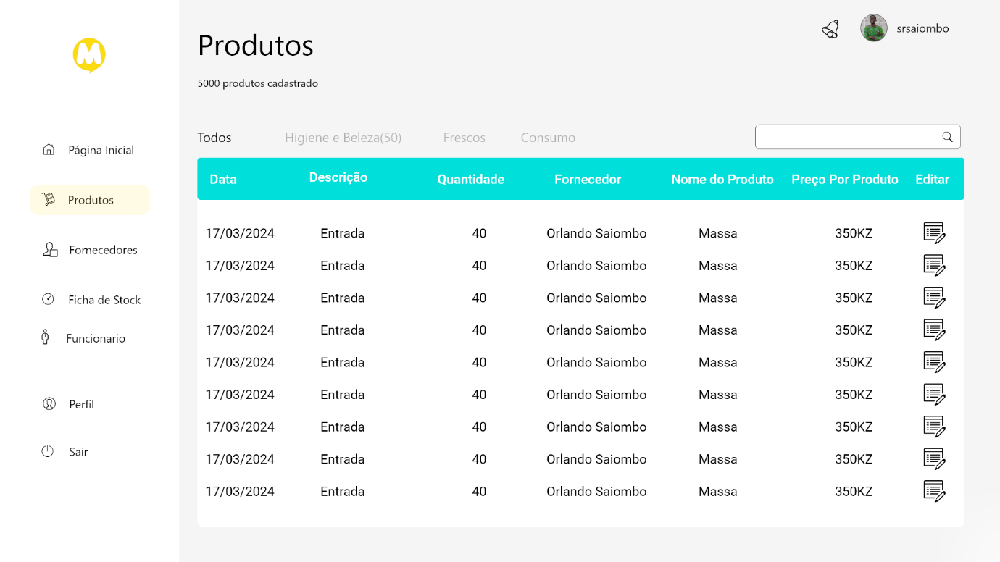 M
Produtos
srsaiombo
5000 produtos cadastrado
Todos Higiene e Beleza(50) Frescos Consumo
Página Inicial
Produtos
Fornecedores
Ficha de Stock
Funcionario
Perfil
Sair
Data Descrição Quantidade Fornecedor Nome do Produto Preço Por Produto Editar
17/03/2024 Entrada 40 Orlando Saiombo Massa 350KZ
17/03/2024 Entrada 40 Orlando Saiombo Massa 350KZ
17/03/2024 Entrada 40 Orlando Saiombo Massa 350KZ
17/03/2024 Entrada 40 Orlando Saiombo Massa 350KZ
17/03/2024 Entrada 40 Orlando Saiombo Massa 350KZ
17/03/2024 Entrada 40 Orlando Saiombo Massa 350KZ
17/03/2024 Entrada 40 Orlando Saiombo Massa 350KZ
17/03/2024 Entrada 40 Orlando Saiombo Massa 350KZ
17/03/2024 Entrada 40 Orlando Saiombo Massa 350KZ